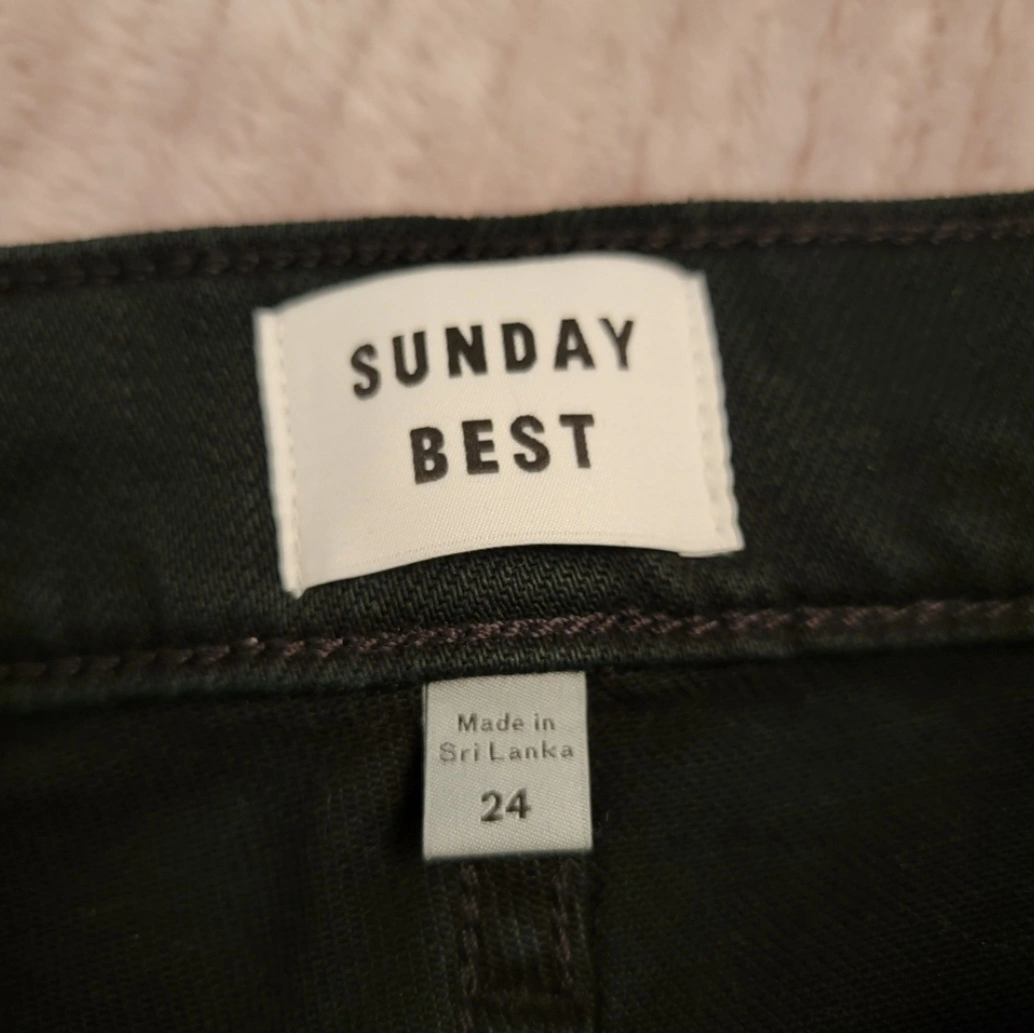 SUNDAY
BEST
Made in
Sri Lanka
24